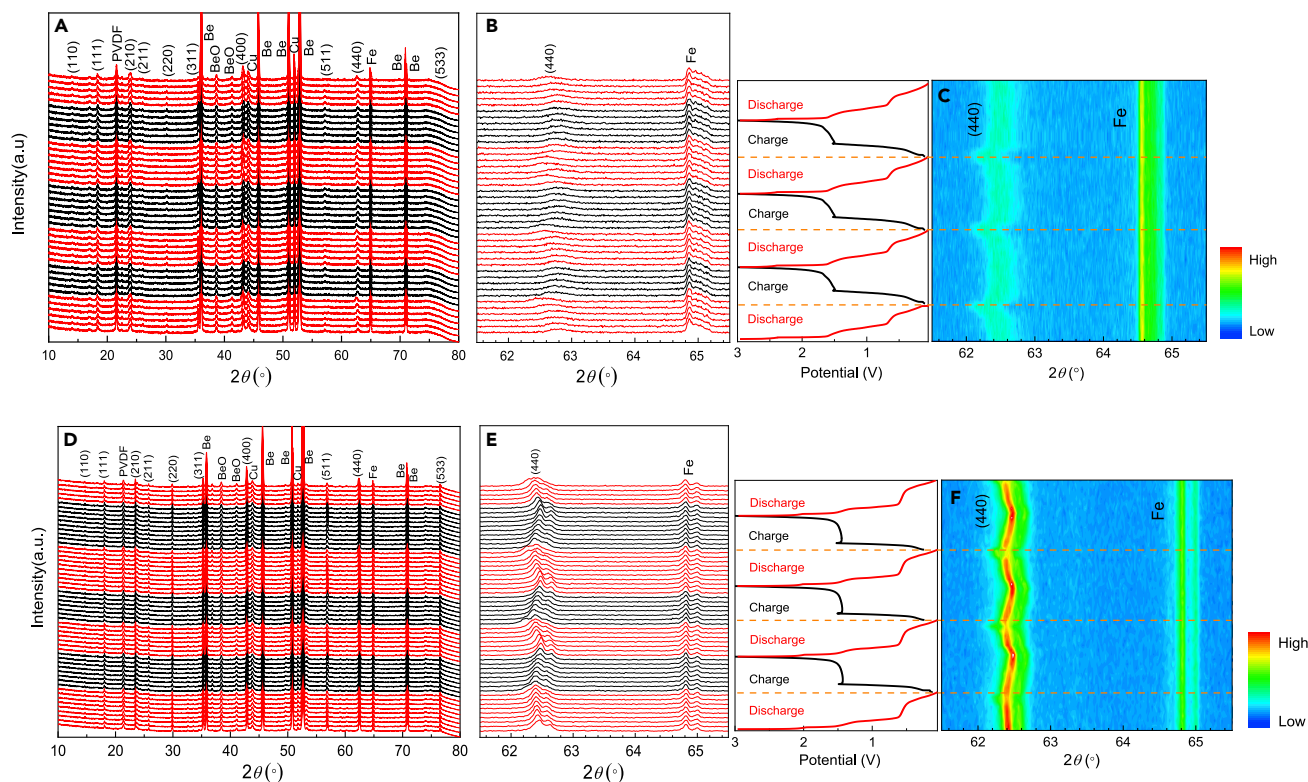 A
(110)
(111)
PVDF
(210)
(211)
(220)
(311)
Be
BeO
BeO
(400)
Cu
Be
Be
Cu
Be
(511)
(440)
Fe
Be
Be
(533)
Intensity(a.u)
10 20 30 40 50 60 70 80
2θ(°)
B
(440)
Fe
62 63 64 65
2θ(°)
Discharge
Charge
Discharge
Charge
Discharge
Charge
Discharge
3 2 1
Potential (V)
C
(440)
Fe
62 63 64 65
2θ(°)
High
Low
D
(110)
(111)
PVDF
(210)
(211)
(220)
(311)
Be
BeO
BeO
(400)
Cu
Be
Be
Cu
Be
(511)
(440)
Fe
Be
Be
(533)
Intensity(a.u.)
10 20 30 40 50 60 70 80
2θ(°)
E
(440)
Fe
62 63 64 65
2θ(°)
Discharge
Charge
Discharge
Charge
Discharge
Charge
Discharge
3 2 1
Potential (V)
F
(440)
Fe
62 63 64 65
2θ(°)
High
Low